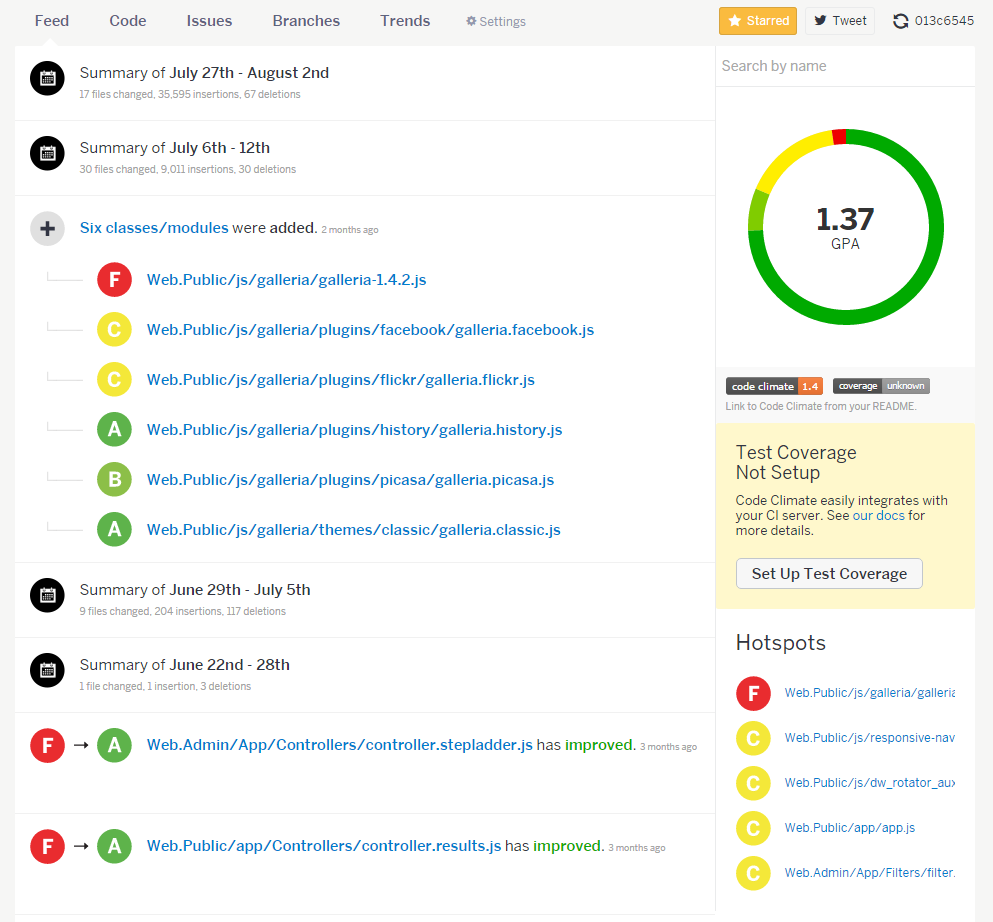 Feed Code Issues Branches Trends Settings Starred Tweet 013c6545
Summary of July 27th - August 2nd
17 files changed, 35,595 insertions, 67 deletions
Summary of July 6th - 12th
30 files changed, 9,011 insertions, 30 deletions
Six classes/modules were added. 2 months ago
F Web.Public/js/galleria/galleria-1.4.2.js
C Web.Public/js/galleria/plugins/facebook/galleria.facebook.js
C Web.Public/js/galleria/plugins/flickr/galleria.flickr.js
A Web.Public/js/galleria/plugins/history/galleria.history.js
B Web.Public/js/galleria/plugins/picasa/galleria.picasa.js
A Web.Public/js/galleria/themes/classic/galleria.classic.js
Summary of June 29th - July 5th
9 files changed, 204 insertions, 117 deletions
Summary of June 22nd - 28th
1 file changed, 1 insertion, 3 deletions
F → A Web.Admin/App/Controllers/controller.stepladder.js has improved. 3 months ago
F → A Web.Public/app/Controllers/controller.results.js has improved. 3 months ago
Search by name
1.37
GPA
code climate 1.4 coverage unknown
Link to Code Climate from your README.
Test Coverage
Not Setup
Code Climate easily integrates with
your CI server. See our docs for
more details.
Set Up Test Coverage
Hotspots
F Web.Public/js/galleria/galleria
C Web.Public/js/responsive-nav
C Web.Public/js/dw_rotator_aux
C Web.Public/app/app.js
C Web.Admin/App/Filters/filter.